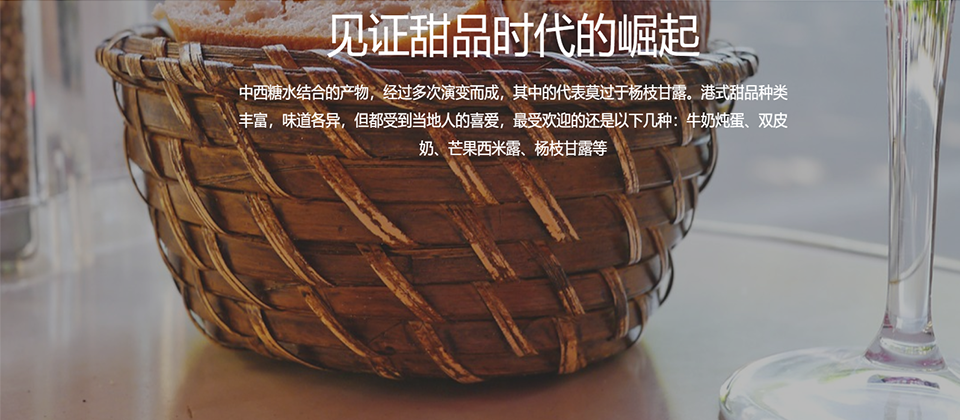 见证甜品时代的崛起
中西糖水结合的产物，经过多次演变而成，其中的代表莫过于杨枝甘露。港式甜品种类
丰富，味道各异，但都受到当地人的喜爱，最受欢迎的还是以下几种：牛奶炖蛋、双皮
奶、芒果西米露、杨枝甘露等